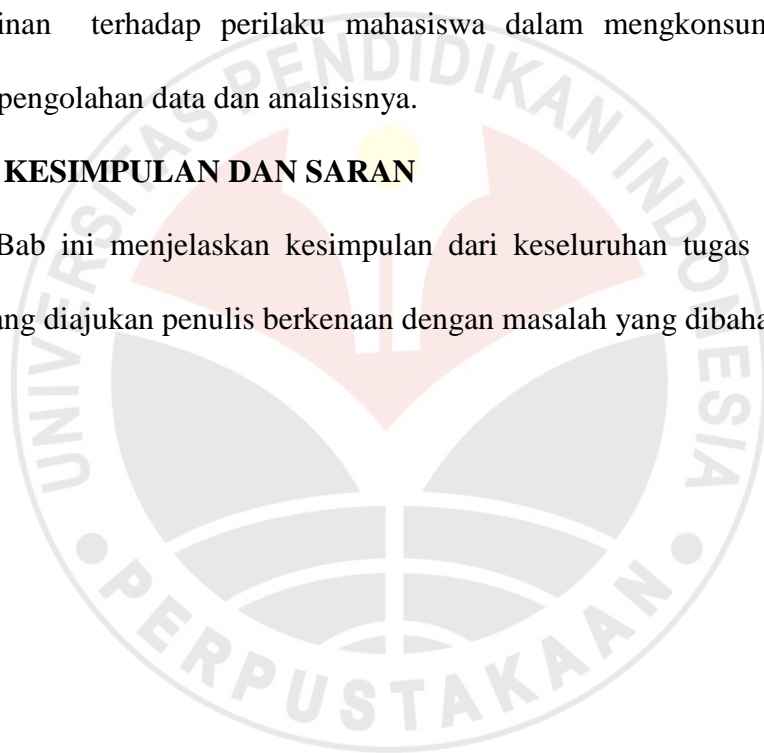 inan terhadap perilaku mahasiswa dalam mengkonsum
pengolahan data dan analisisnya.
KESIMPULAN DAN SARAN
Bab ini menjelaskan kesimpulan dari keseluruhan tugas
ang diajukan penulis berkenaan dengan masalah yang dibaha
UNIVERSITAS PENDIDIKAN INDONESIA
PERPUSTAKAAN